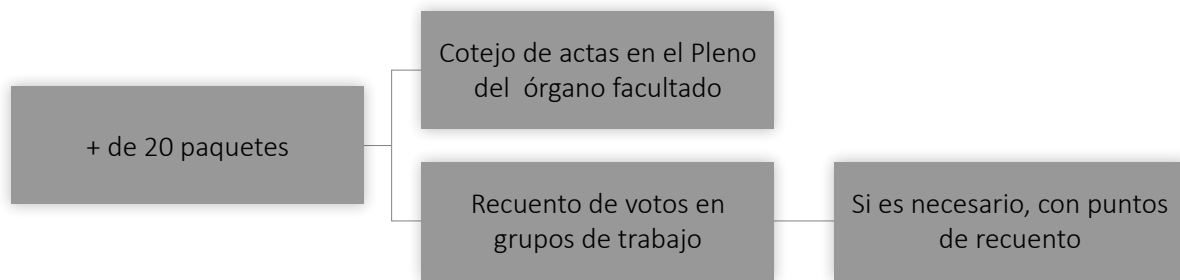 Cotejo de actas en el Pleno
del órgano facultado
+ de 20 paquetes
Recuento de votos en
grupos de trabajo
Si es necesario, con puntos
de recuento